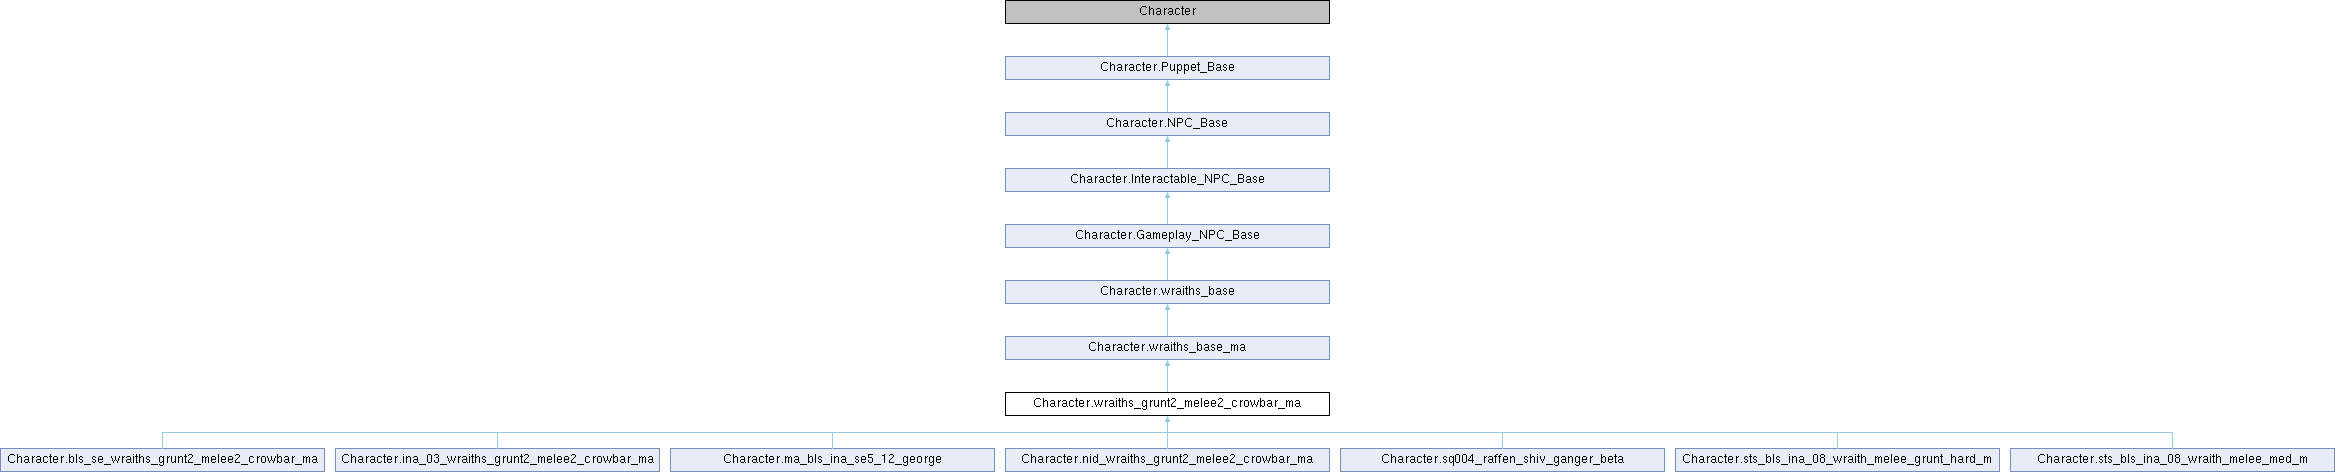 Character
Character.Puppet_Base
Character.NPC_Base
Character.Interactable_NPC_Base
Character.Gameplay_NPC_Base
Character.wraiths_base
Character.wraiths_base_ma
Character.wraiths_grunt2_melee2_crowbar_ma
Character.bls_se_wraiths_grunt2_melee2_crowbar_ma
Character.ina_03_wraiths_grunt2_melee2_crowbar_ma
Character.ma_bls_ina_se5_12_george
Character.nid_wraiths_grunt2_melee2_crowbar_ma
Character.sq004_raffen_shiv_ganger_beta
Character.sts_bls_ina_08_wraith_melee_grunt_hard_m
Character.sts_bls_ina_08_wraith_melee_med_m